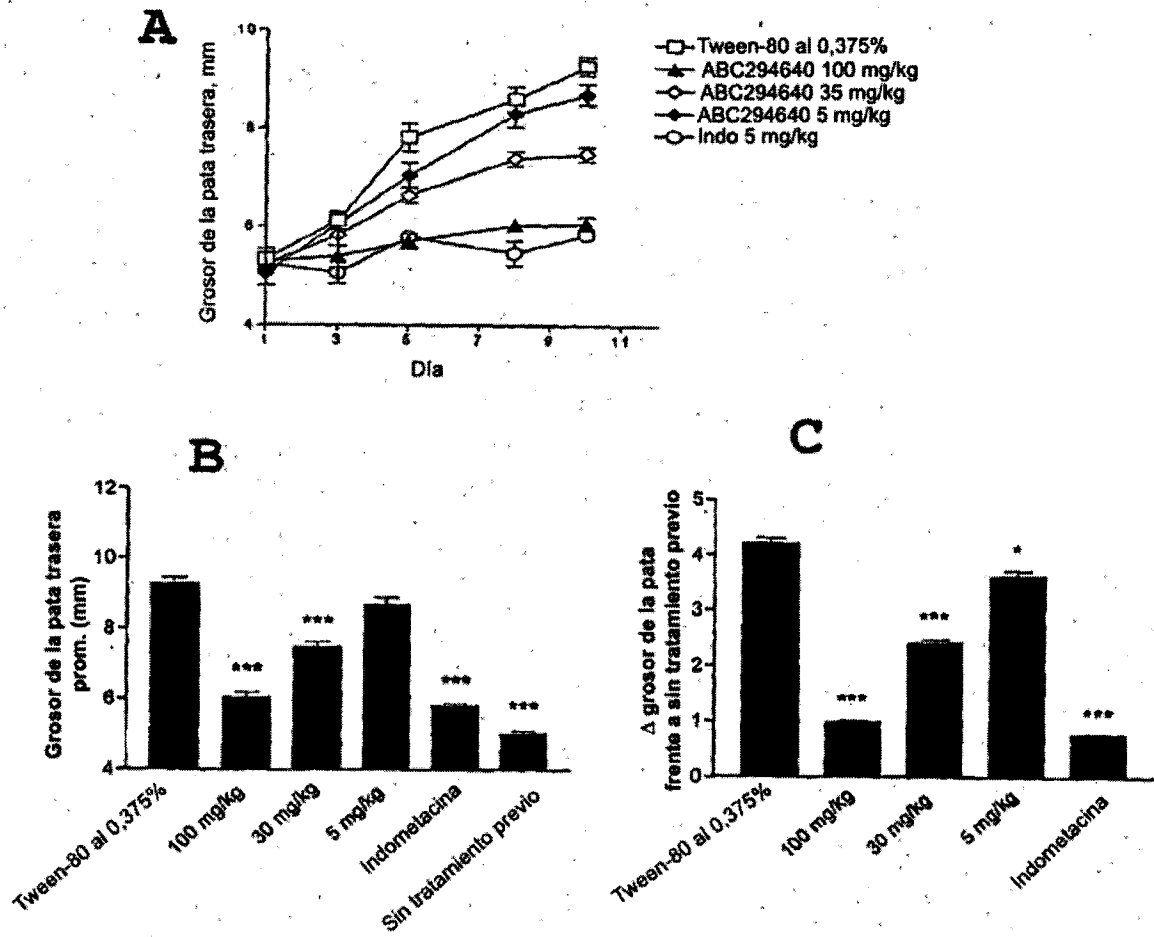 A
Grosor de la pata trasera, mm
10
8
6
4
1 3 5 7 9 11
Día
Tween-80 al 0,375%
ABC294640 100 mg/kg
ABC294640 35 mg/kg
ABC294640 5 mg/kg
Indo 5 mg/kg
B
Grosor de la pata trasera
prom. (mm)
12
10
8
6
4
***
***
***
***
Tween-80 al 0,375%
100 mg/kg
30 mg/kg
5 mg/kg
Indometacina
Sin tratamiento previo
C
Δ grosor de la pata
frente a sin tratamiento previo
5
4
3
2
1
0
***
***
*
***
Tween-80 al 0,375%
100 mg/kg
30 mg/kg
5 mg/kg
Indometacina